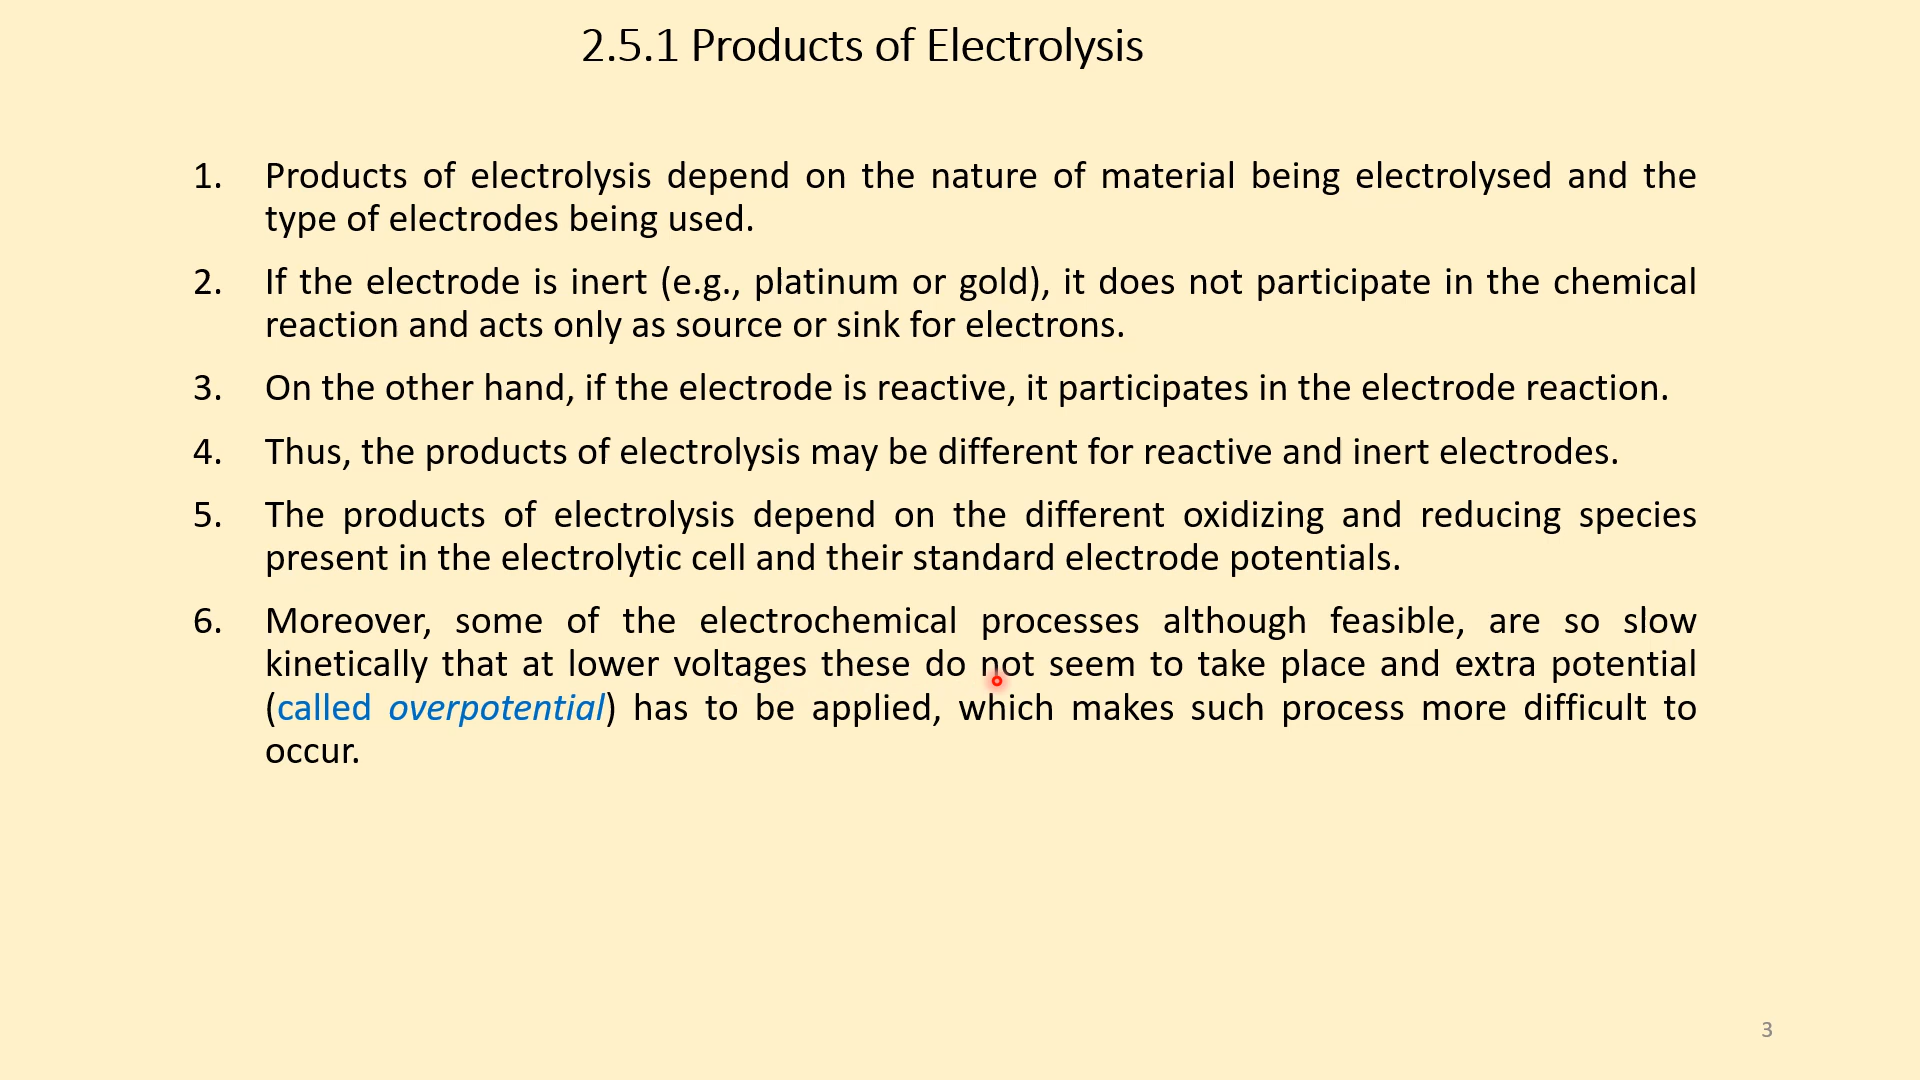 2.5.1 Products of Electrolysis
1. Products of electrolysis depend on the nature of material being electrolysed and the
type of electrodes being used.
2. If the electrode is inert (e.g., platinum or gold), it does not participate in the chemical
reaction and acts only as source or sink for electrons.
3. On the other hand, if the electrode is reactive, it participates in the electrode reaction.
4. Thus, the products of electrolysis may be different for reactive and inert electrodes.
5. The products of electrolysis depend on the different oxidizing and reducing species
present in the electrolytic cell and their standard electrode potentials.
6. Moreover, some of the electrochemical processes although feasible, are so slow
kinetically that at lower voltages these do not seem to take place and extra potential
(called overpotential) has to be applied, which makes such process more difficult to
occur.
3